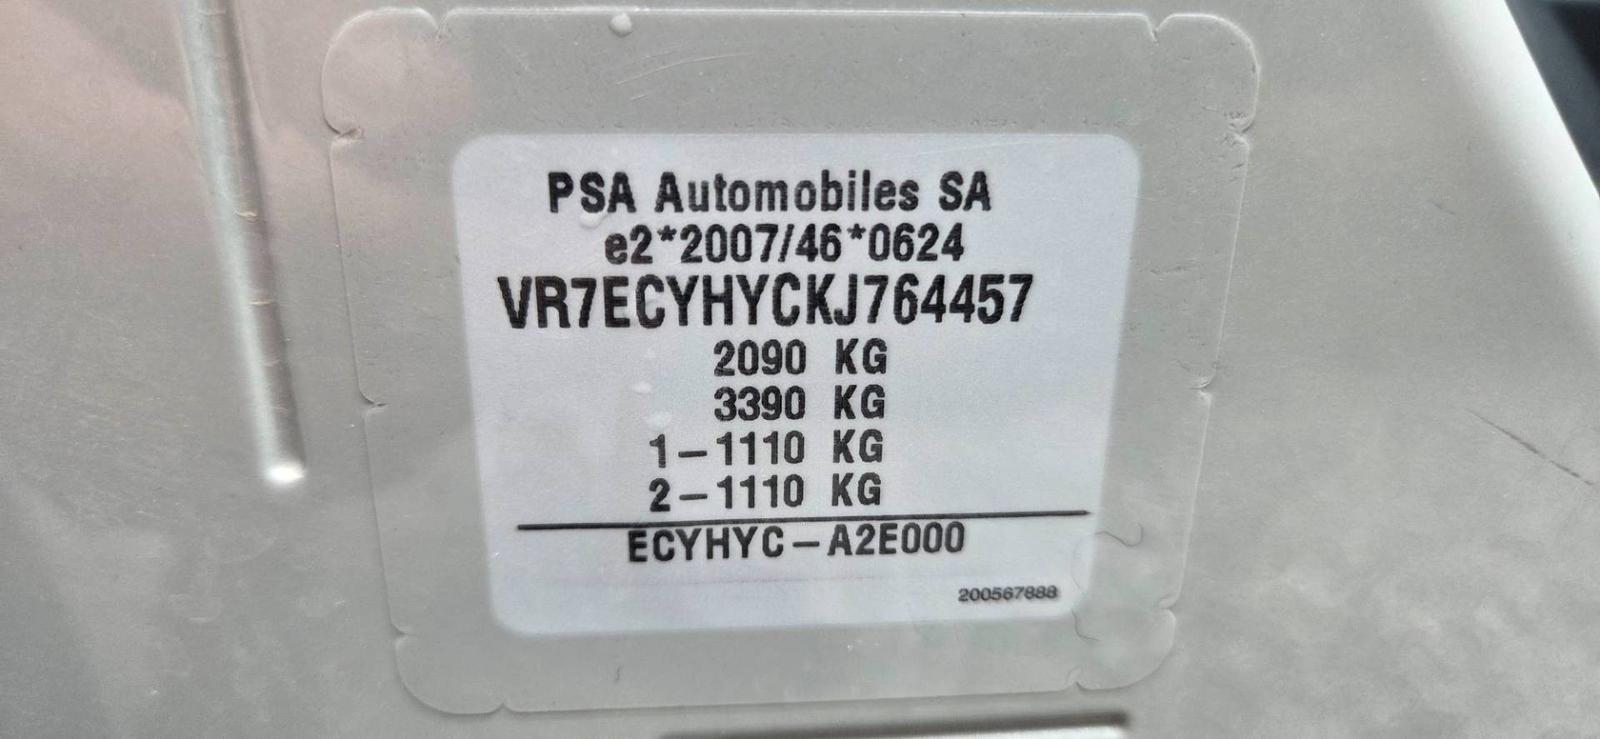 PSA Automobiles SA
e2*2007/46*0624
VR7ECYHYCKJ764457
2090 KG
3390 KG
1-1110 KG
2-1110 KG
ECYHYC-A2E000
200567888